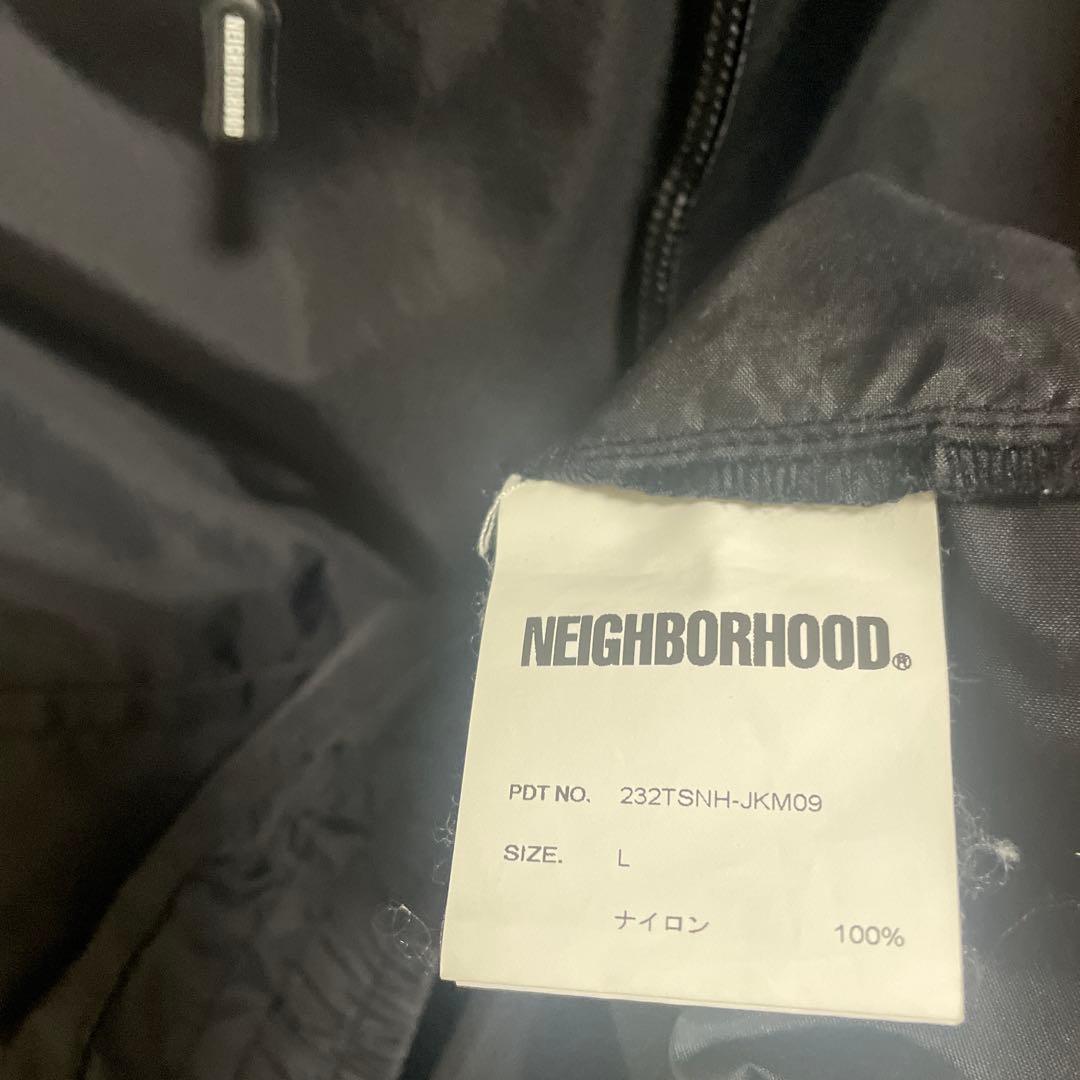 NEIGHBORHOOD
NEIGHBORHOOD®
PDT NO. 232TSNH-JKM09
SIZE. L
ナイロン 100%